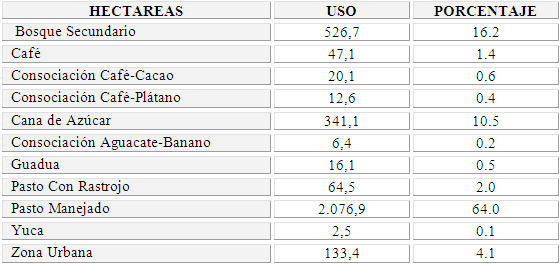 HECTAREAS USO PORCENTAJE
Bosque Secundario 526,7 16.2
Café 47,1 1.4
Consociación Café-Cacao 20,1 0.6
Consociación Café-Plátano 12,6 0.4
Cana de Azúcar 341,1 10.5
Consociación Aguacate-Banano 6,4 0.2
Guadua 16,1 0.5
Pasto Con Rastrojo 64,5 2.0
Pasto Manejado 2.076,9 64.0
Yuca 2,5 0.1
Zona Urbana 133,4 4.1